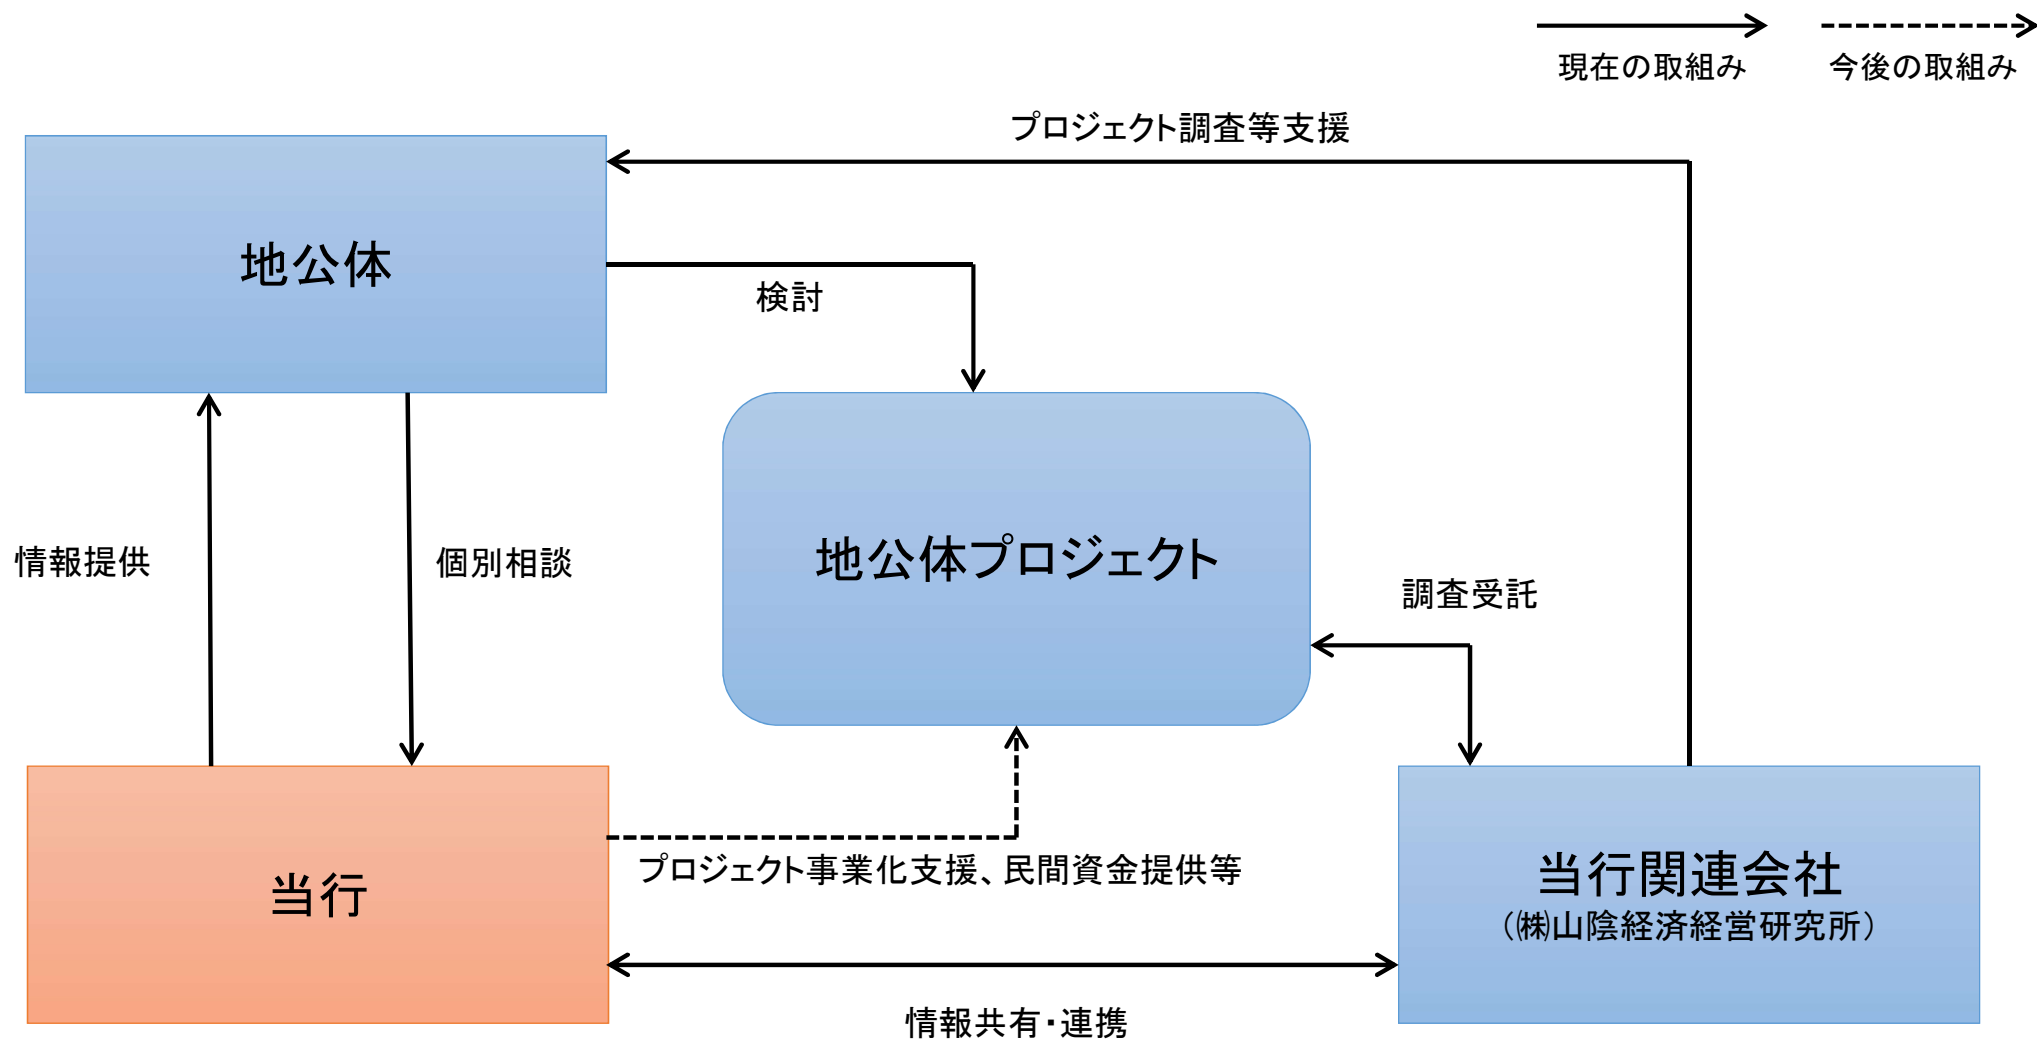 現在の取組み
今後の取組み
プロジェクト調査等支援
地公体
検討
地公体プロジェクト
情報提供
個別相談
調査受託
当行
プロジェクト事業化支援、民間資金提供等
当行関連会社
（㈱山陰経済経営研究所）
情報共有・連携